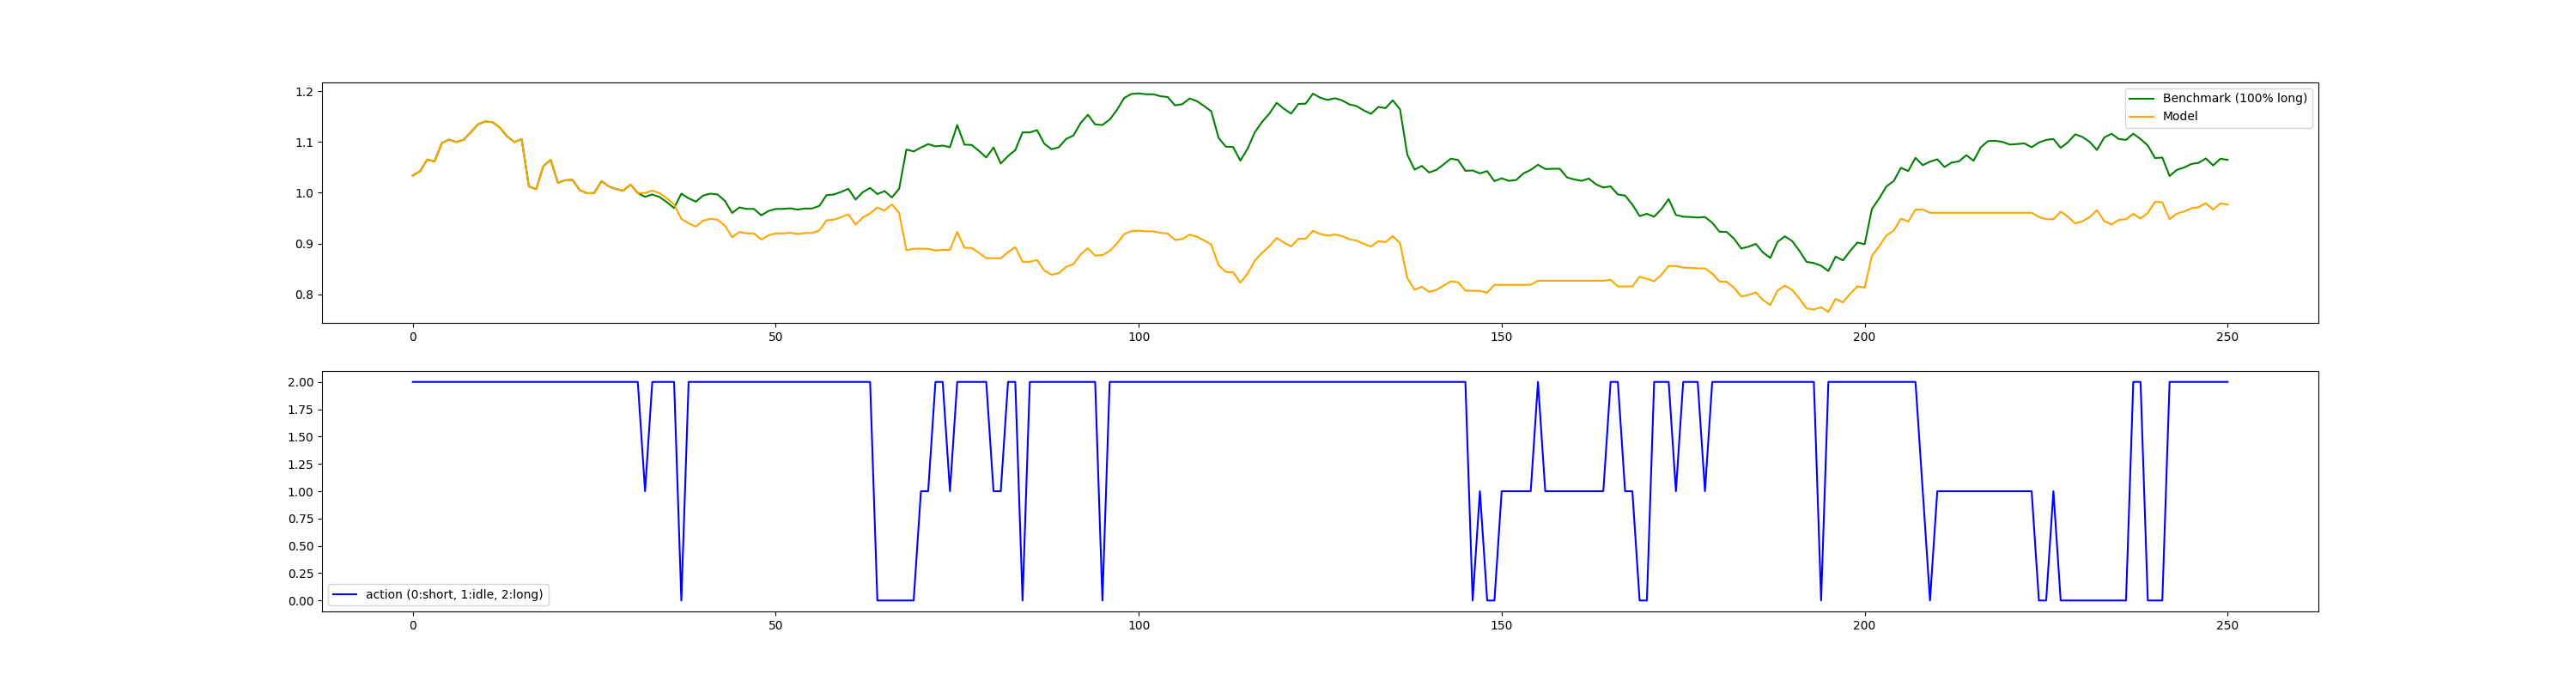 1.2
1.1
1.0
0.9
0.8
Benchmark (100% long)
Model
0 50 100 150 200 250
2.00
1.75
1.50
1.25
1.00
0.75
0.50
0.25
0.00
action (0:short, 1:idle, 2:long)
0 50 100 150 200 250